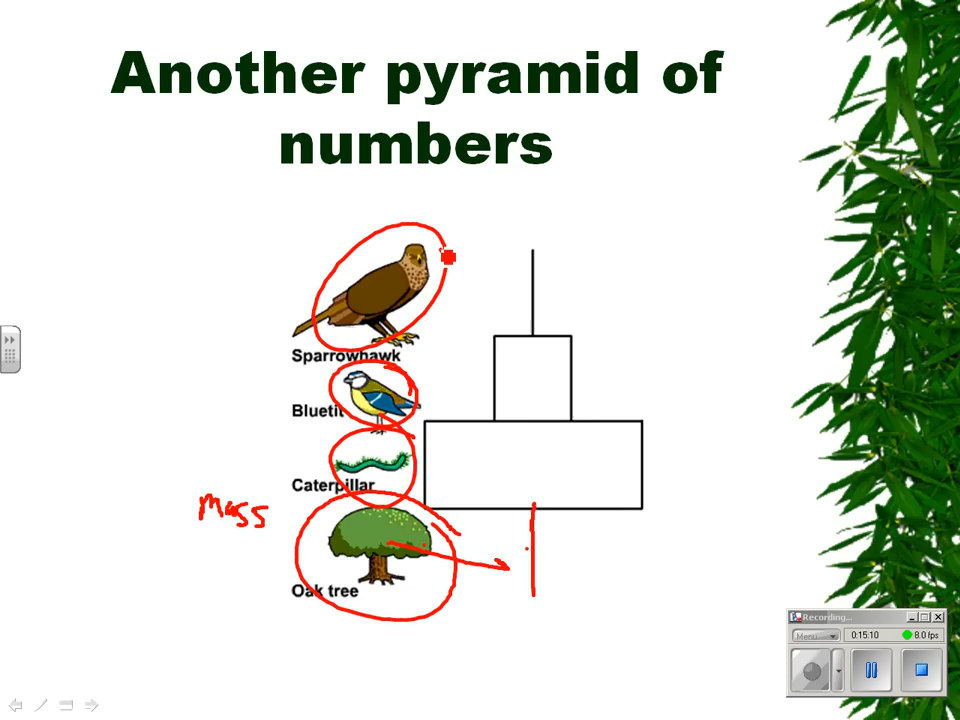 Another pyramid of
numbers
Sparrowhawk
Bluetit
Caterpillar
Mass
Oak tree
Recording...
Menu
0:15:10
8.0 fps